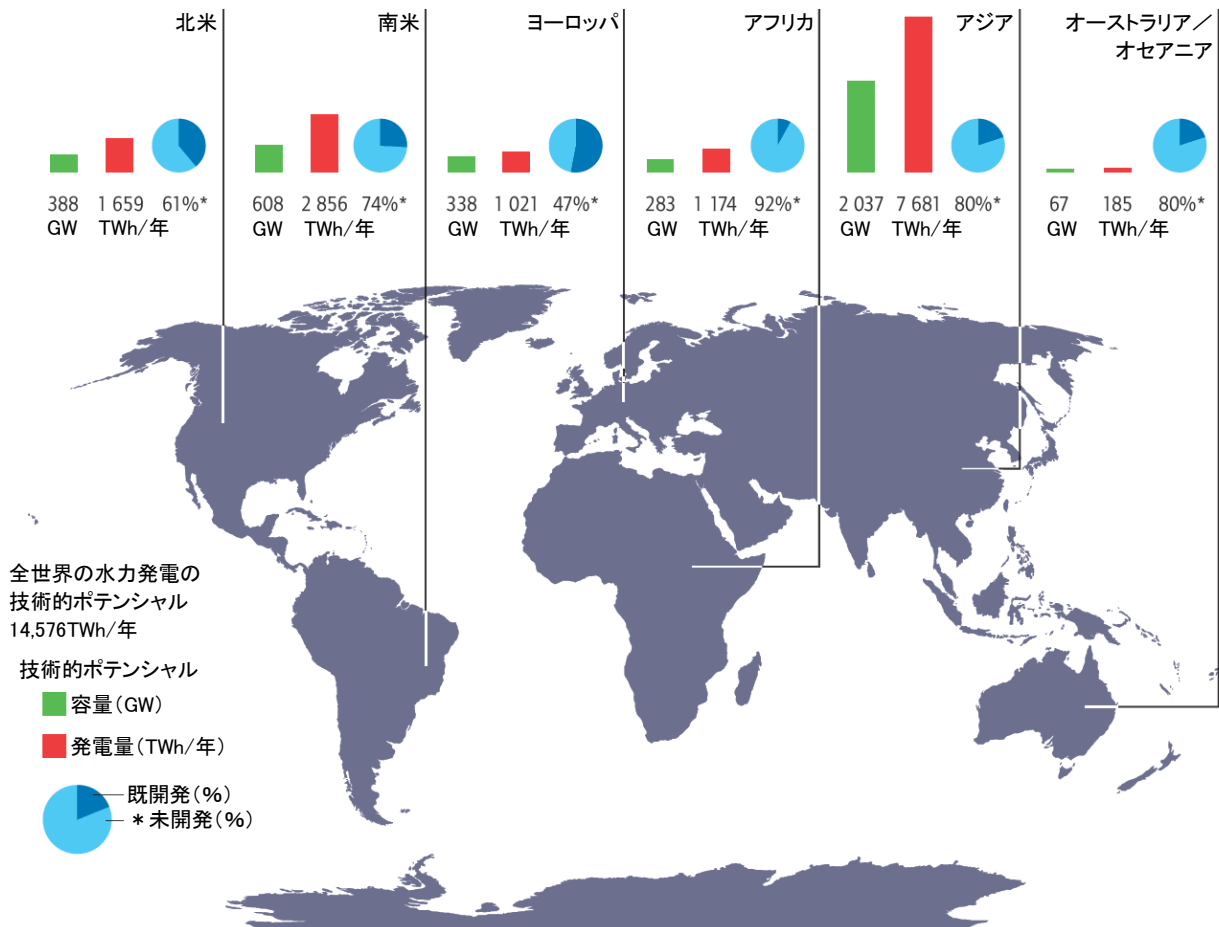 北米
388
GW
1 659
TWh/年
61%*
南米
608
GW
2 856
TWh/年
74%*
ヨーロッパ
338
GW
1 021
TWh/年
47%*
アフリカ
283
GW
1 174
TWh/年
92%*
アジア
2 037
GW
7 681
TWh/年
80%*
オーストラリア／
オセアニア
67
GW
185
TWh/年
80%*
全世界の水力発電の
技術的ポテンシャル
14,576TWh/年
技術的ポテンシャル
容量（GW）
発電量（TWh/年）
既開発（%）
＊未開発（%）